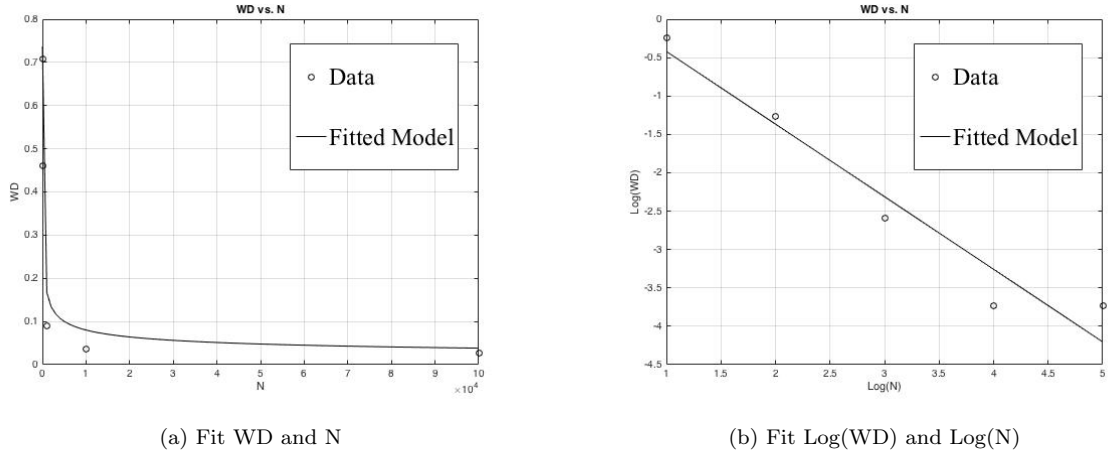 WD vs. N
0.8
0.7
0.6
0.5
0.4
0.3
0.2
0.1
0
WD
Data
Fitted Model
0 1 2 3 4 5 6 7 8 9 10
N
×10⁴
(a) Fit WD and N
WD vs. N
0
-0.5
-1
-1.5
-2
-2.5
-3
-3.5
-4
-4.5
Log(WD)
Data
Fitted Model
1 1.5 2 2.5 3 3.5 4 4.5 5
Log(N)
(b) Fit Log(WD) and Log(N)